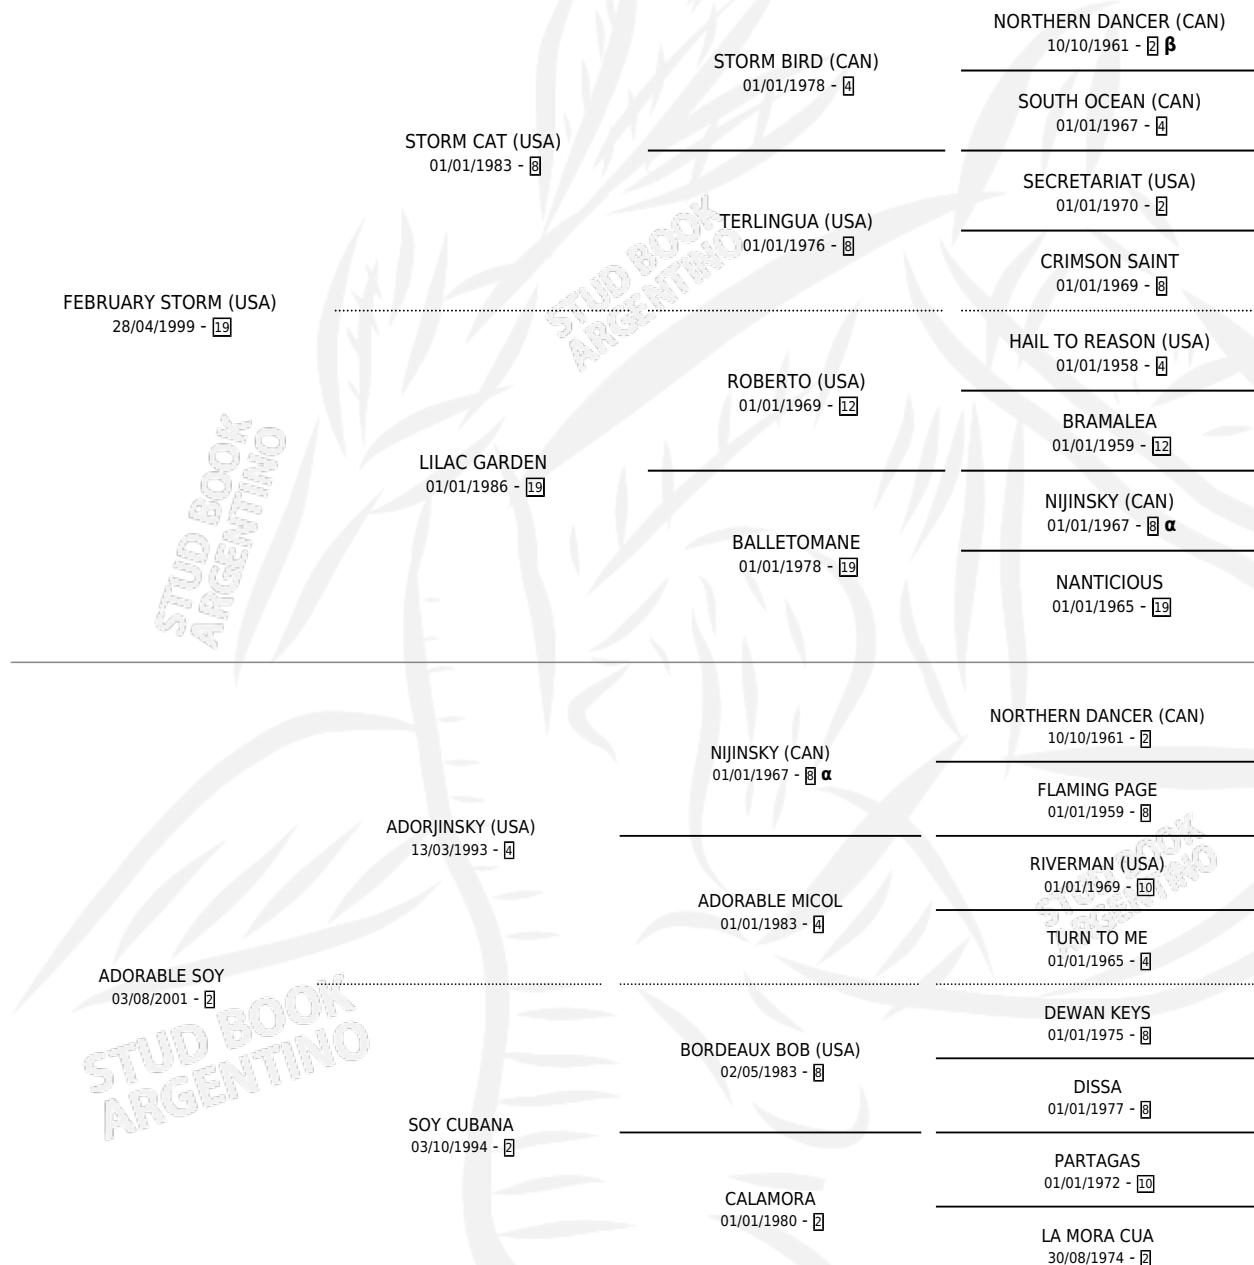 NORTHERN DANCER (CAN)
10/10/1961 - 2 β
STORM BIRD (CAN)
01/01/1978 - 4
SOUTH OCEAN (CAN)
01/01/1967 - 4
STORM CAT (USA)
01/01/1983 - 8
SECRETARIAT (USA)
01/01/1970 - 2
TERLINGUA (USA)
01/01/1976 - 8
CRIMSON SAINT
01/01/1969 - 8
STUD BOOK
ARGENTINO
FEBRUARY STORM (USA)
28/04/1999 - 19
HAIL TO REASON (USA)
01/01/1958 - 4
ROBERTO (USA)
01/01/1969 - 12
BRAMALEA
01/01/1959 - 12
LILAC GARDEN
01/01/1986 - 19
NIJINSKY (CAN)
01/01/1967 - 8 α
BALLETOMANE
01/01/1978 - 19
NANTICIOUS
01/01/1965 - 19
STUD BOOK
ARGENTINO
NORTHERN DANCER (CAN)
10/10/1961 - 2
NIJINSKY (CAN)
01/01/1967 - 8 α
FLAMING PAGE
01/01/1959 - 8
ADORJINSKY (USA)
13/03/1993 - 4
RIVERMAN (USA)
01/01/1969 - 10
ADORABLE MICOL
01/01/1983 - 4
TURN TO ME
01/01/1965 - 4
STUD BOOK
ARGENTINO
ADORABLE SOY
03/08/2001 - 2
DEWAN KEYS
01/01/1975 - 8
BORDEAUX BOB (USA)
02/05/1983 - 8
DISSA
01/01/1977 - 8
SOY CUBANA
03/10/1994 - 2
PARTAGAS
01/01/1972 - 10
CALAMORA
01/01/1980 - 2
LA MORA CUA
30/08/1974 - 2
STUD BOOK
ARGENTINO